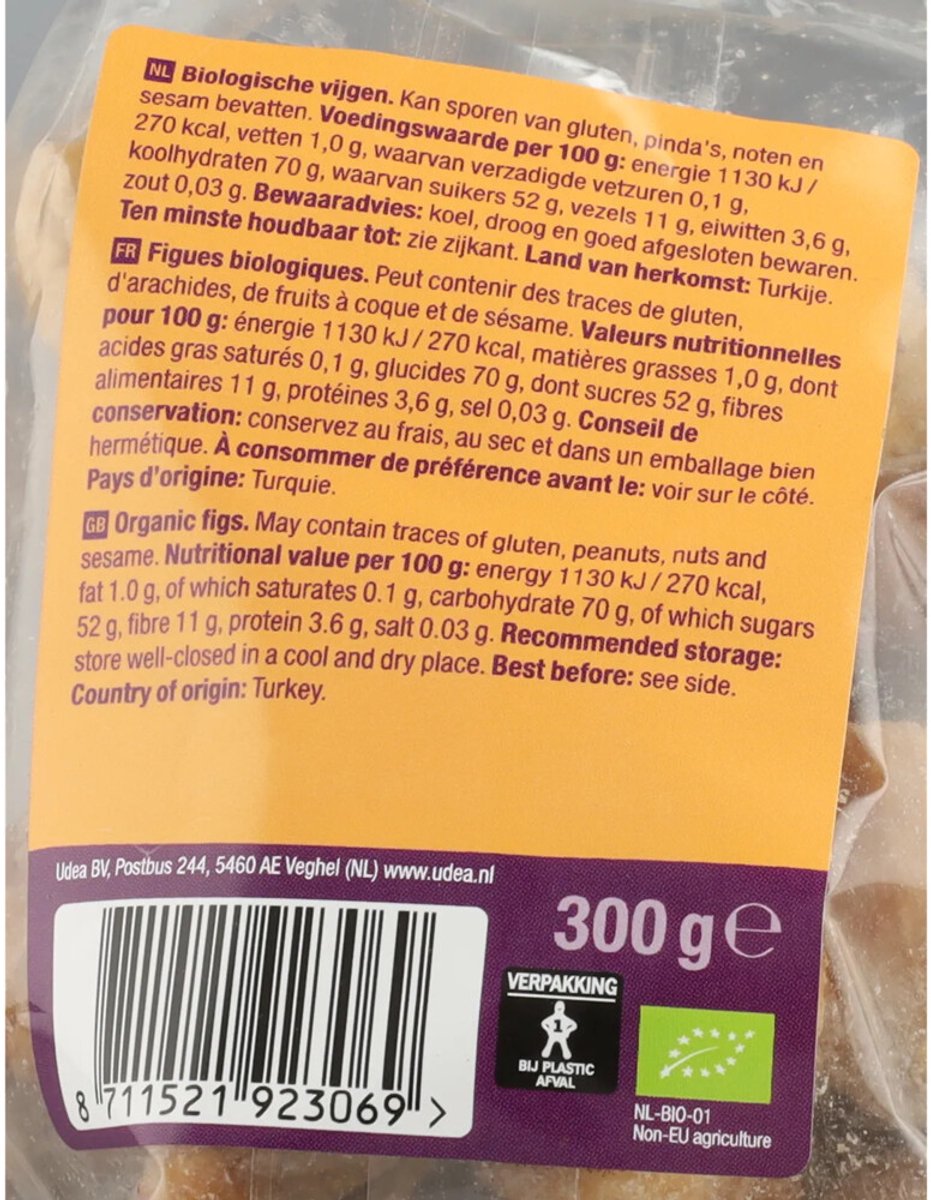 NL Biologische vijgen. Kan sporen van gluten, pinda's, noten en
sesam bevatten. Voedingswaarde per 100 g: energie 1130 kJ /
270 kcal, vetten 1,0 g, waarvan verzadigde vetzuren 0,1 g,
koolhydraten 70 g, waarvan suikers 52 g, vezels 11 g, eiwitten 3,6 g,
zout 0,03 g. Bewaaradvies: koel, droog en goed afgesloten bewaren.
Ten minste houdbaar tot: zie zijkant. Land van herkomst: Turkije.
FR Figues biologiques. Peut contenir des traces de gluten,
d'arachides, de fruits à coque et de sésame. Valeurs nutritionnelles
pour 100 g: énergie 1130 kJ / 270 kcal, matières grasses 1,0 g, dont
acides gras saturés 0,1 g, glucides 70 g, dont sucres 52 g, fibres
alimentaires 11 g, protéines 3,6 g, sel 0,03 g. Conseil de
conservation: conservez au frais, au sec et dans un emballage bien
hermétique. À consommer de préférence avant le: voir sur le côté.
Pays d'origine: Turquie.
GB Organic figs. May contain traces of gluten, peanuts, nuts and
sesame. Nutritional value per 100 g: energy 1130 kJ / 270 kcal,
fat 1.0 g, of which saturates 0.1 g, carbohydrate 70 g, of which sugars
52 g, fibre 11 g, protein 3.6 g, salt 0.03 g. Recommended storage:
store well-closed in a cool and dry place. Best before: see side.
Country of origin: Turkey.
Udea BV, Postbus 244, 5460 AE Veghel (NL) www.udea.nl
300 g e
VERPAKKING
1
BIJ PLASTIC
AFVAL
8 711521 923069 >
NL-BIO-01
Non-EU agriculture